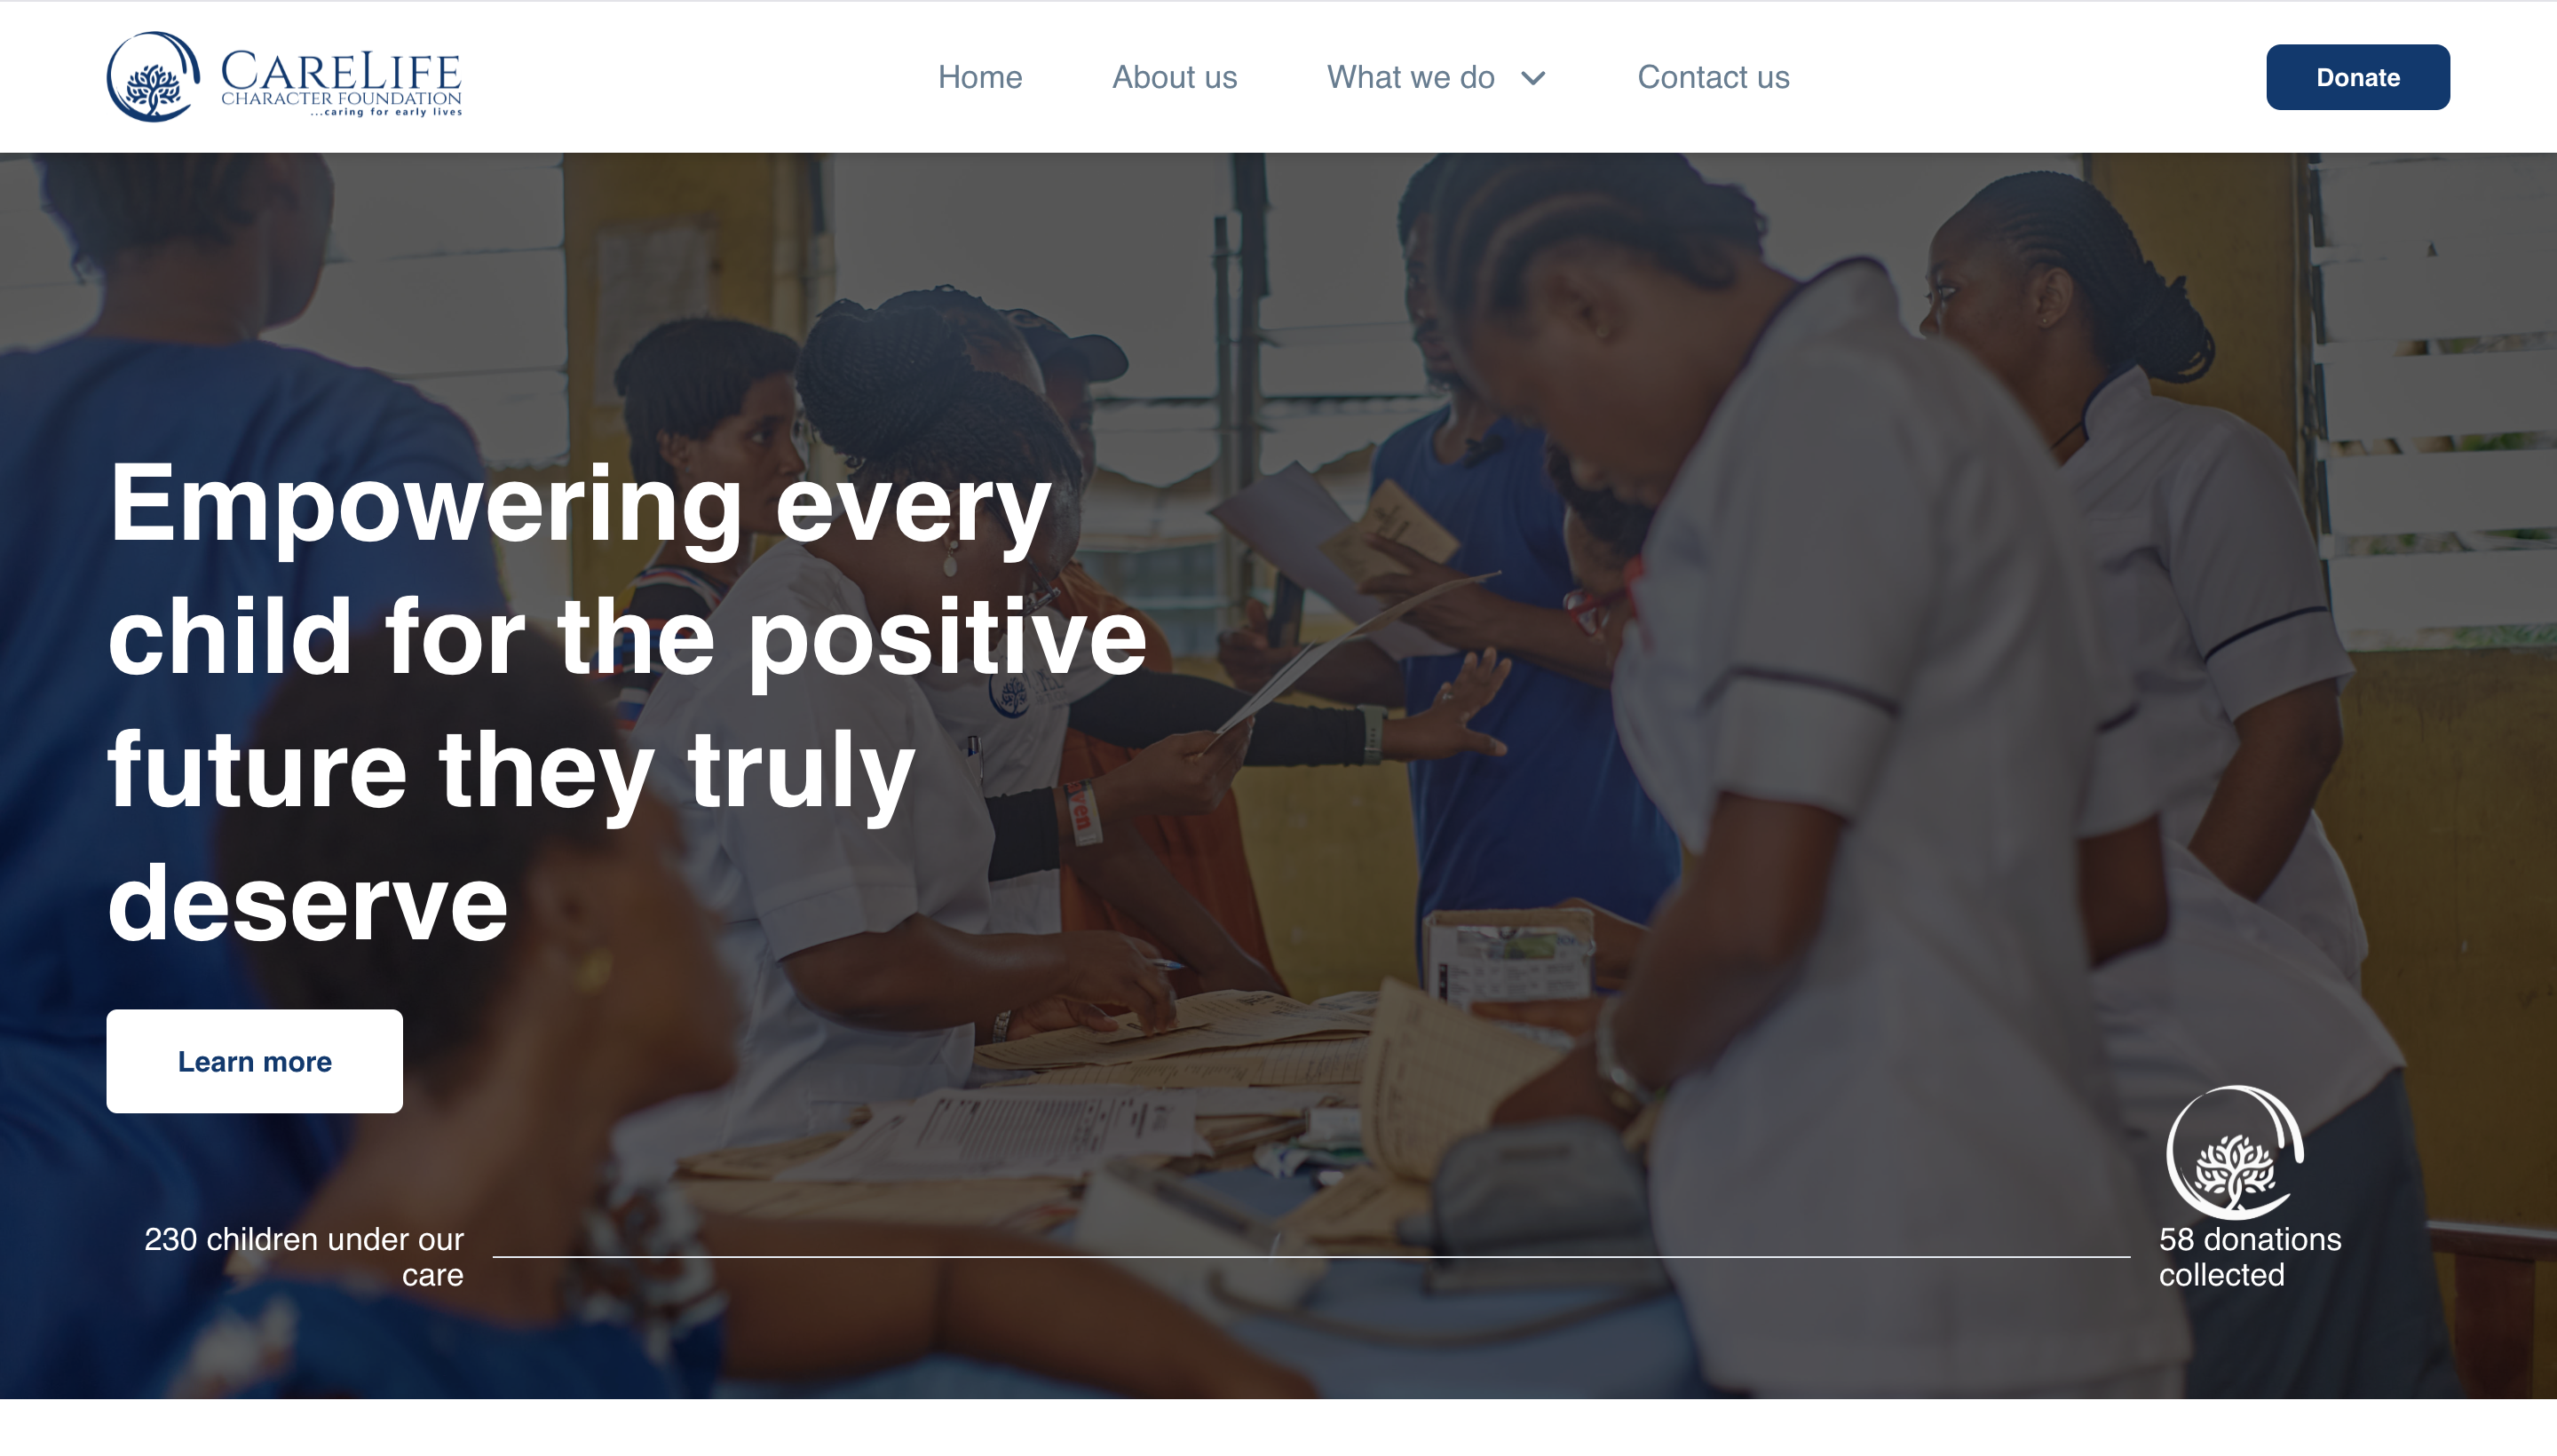 CARELIFE
CHARACTER FOUNDATION
...caring for early lives
Home
About us
What we do
Contact us
Donate
Empowering every
child for the positive
future they truly
deserve
Learn more
230 children under our
care
58 donations
collected